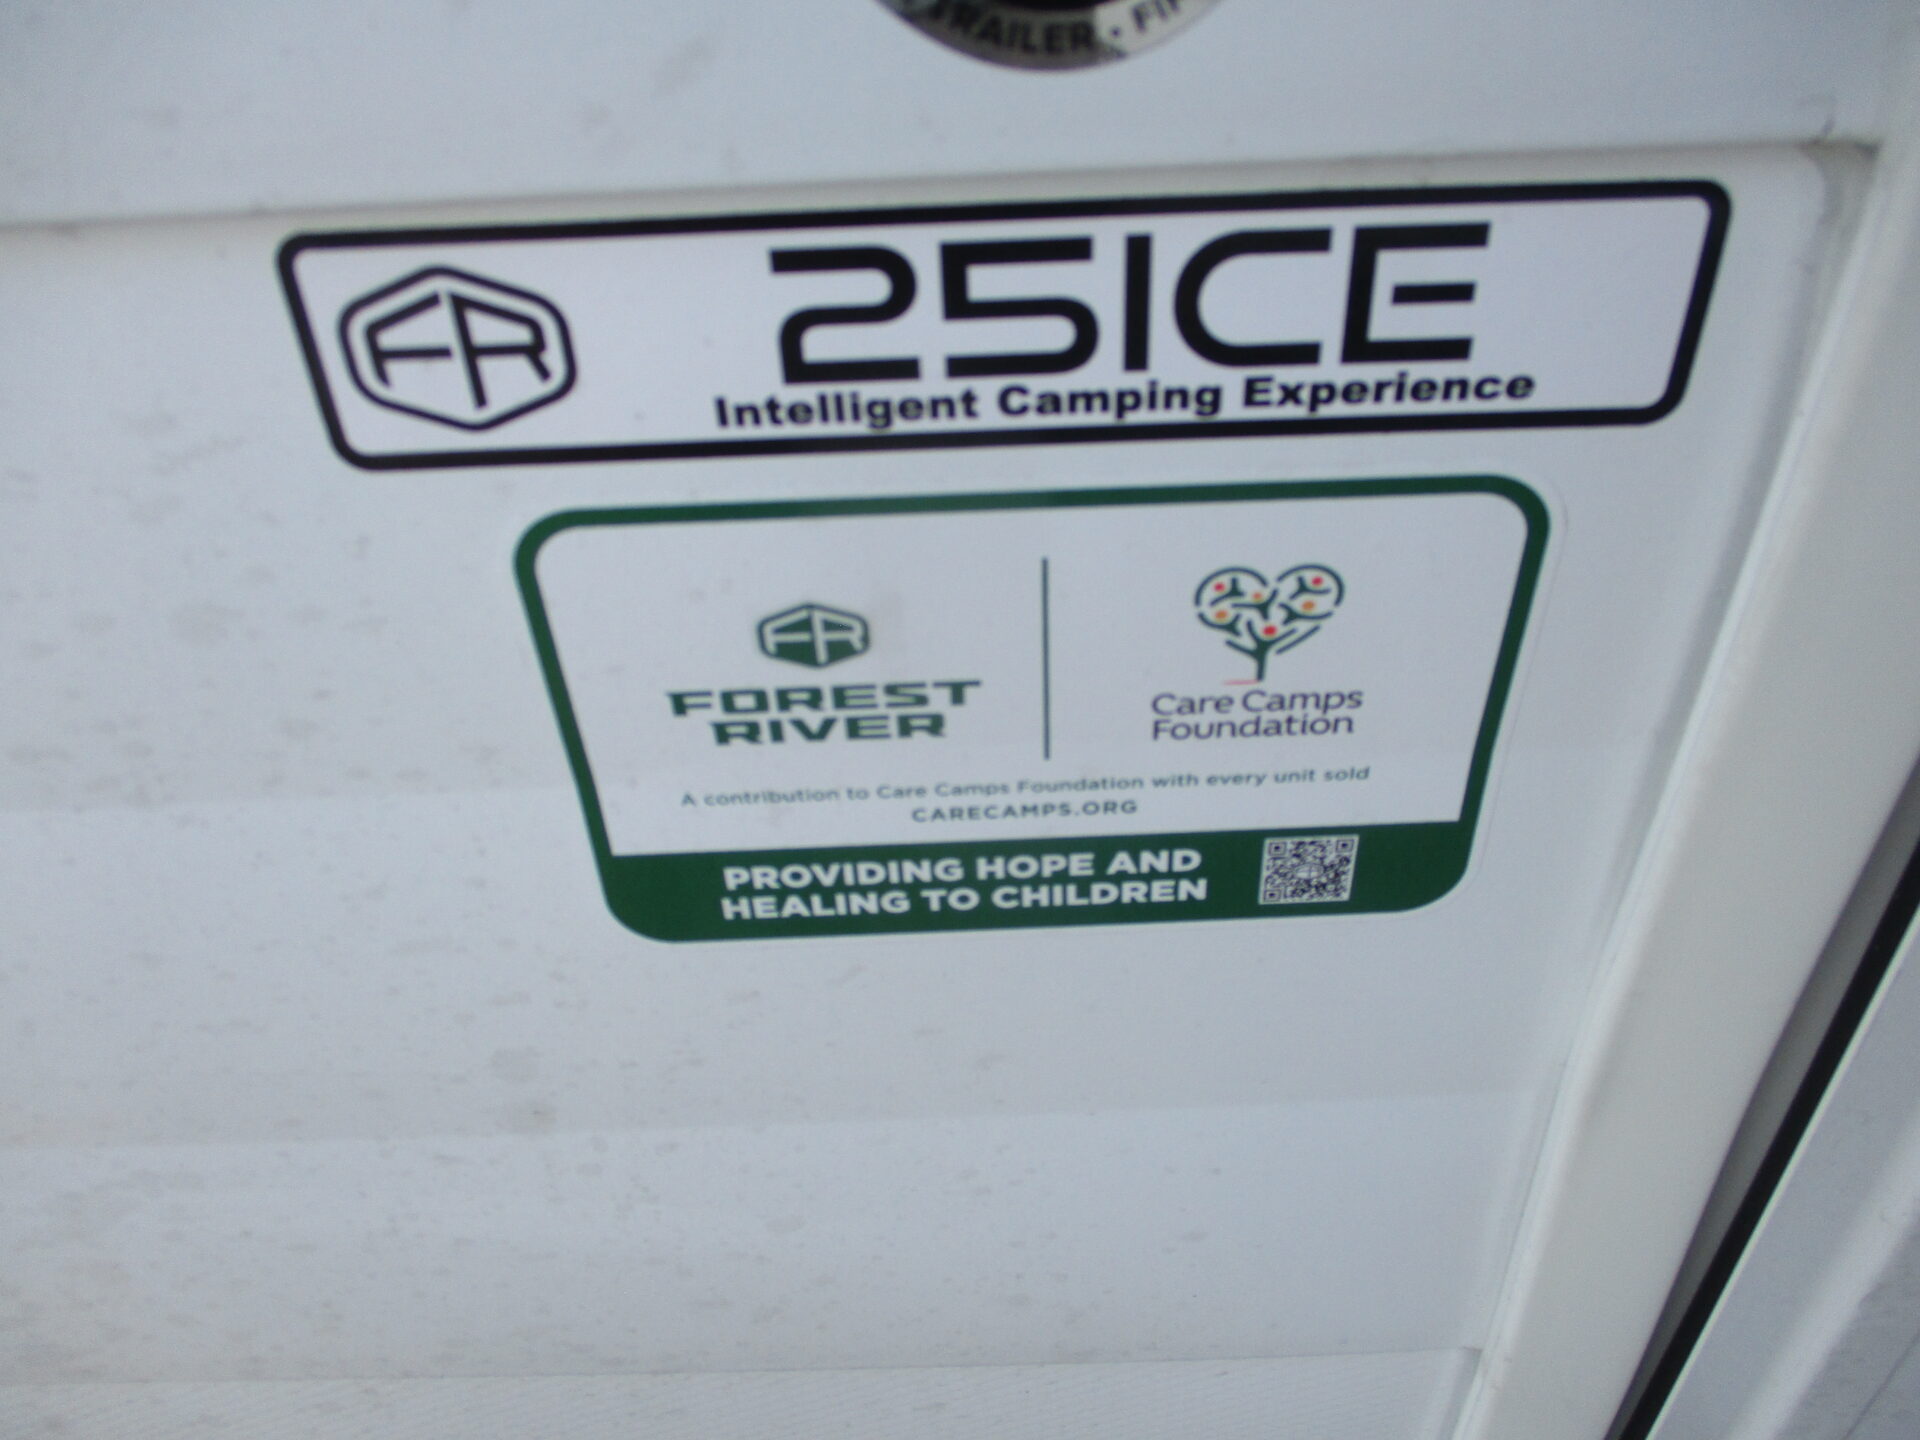 TRAILER
FR
25ICE
Intelligent Camping Experience
FR
FOREST
RIVER
Care Camps
Foundation
A contribution to Care Camps Foundation with every unit sold
CARECAMPS.ORG
PROVIDING HOPE AND
HEALING TO CHILDREN